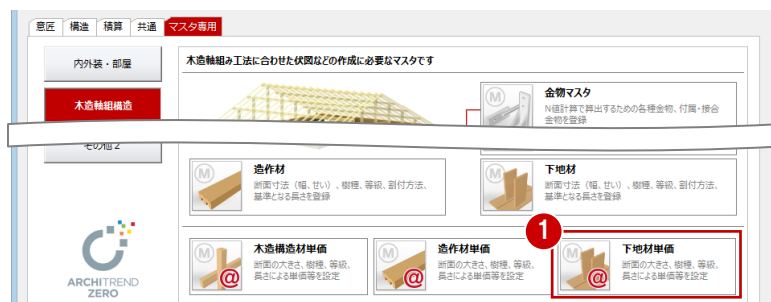 意匠 構造 積算 共通 マスタ専用
内外装・部屋
木造軸組構造
その他2
木造軸組み工法に合わせた伏図などの作成に必要なマスタです
M
金物マスタ
N値計算で算出するための各種金物、付属・接合
金物を登録
M
造作材
断面寸法（幅、せい）、樹種、等級、割付方法、
基準となる長さを登録
M
下地材
断面寸法（幅、せい）、樹種、等級、割付方法、
基準となる長さを登録
1
M
@
木造構造材単価
断面の大きさ、樹種、等級、
長さによる単価等を設定
M
@
造作材単価
断面の大きさ、樹種、等級、
長さによる単価等を設定
M
@
下地材単価
断面の大きさ、樹種、等級、
長さによる単価等を設定
ARCHITREND
ZERO